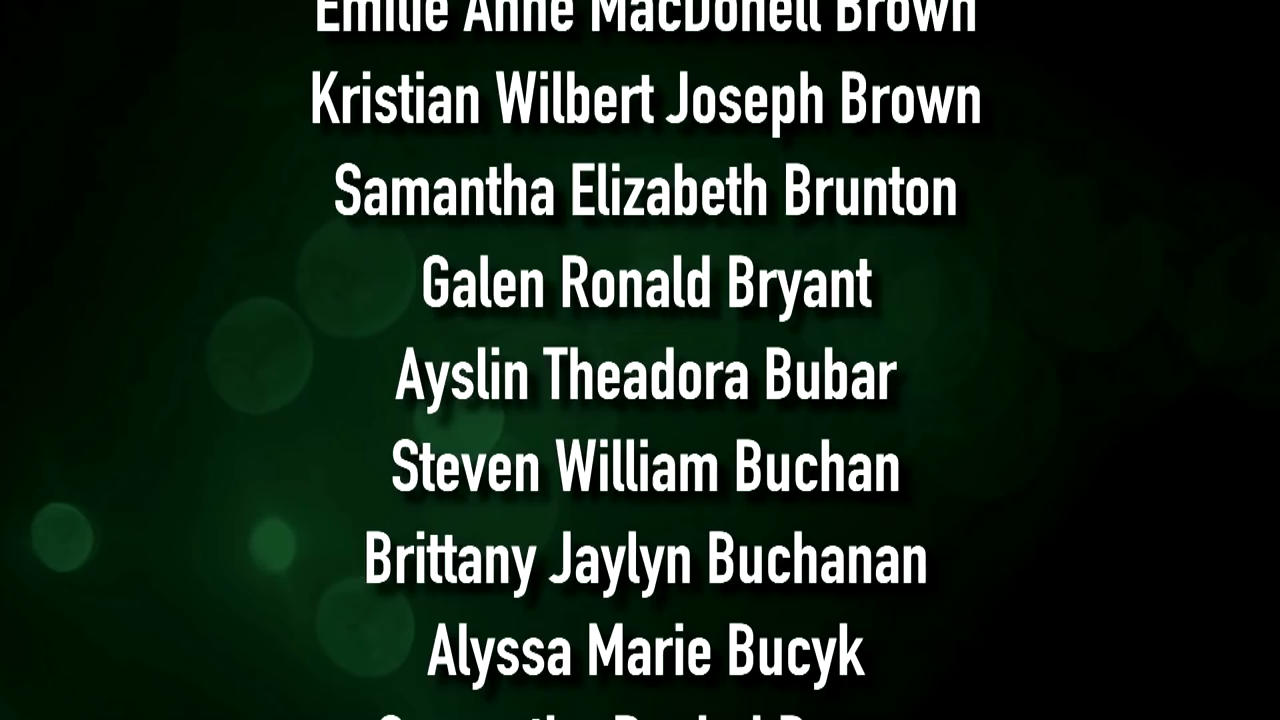 Emilie Anne MacDonell Brown
Kristian Wilbert Joseph Brown
Samantha Elizabeth Brunton
Galen Ronald Bryant
Ayslin Theadora Bubar
Steven William Buchan
Brittany Jaylyn Buchanan
Alyssa Marie Bucyk